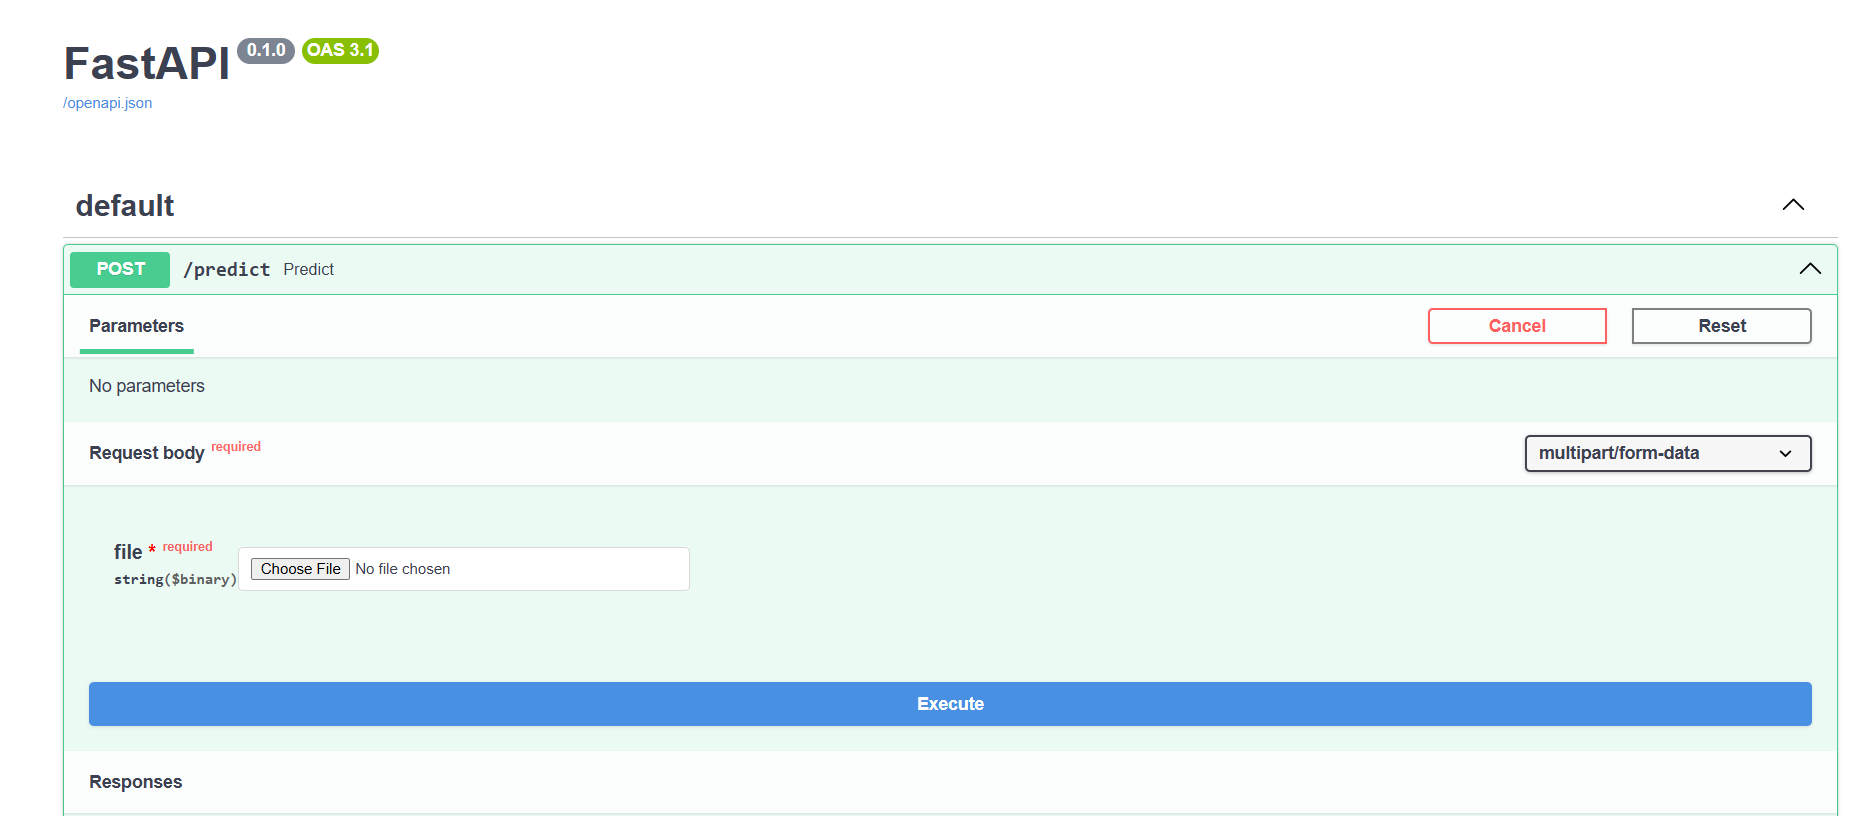 FastAPI 0.1.0 OAS 3.1
/openapi.json
default
POST /predict Predict
Parameters Cancel Reset
No parameters
Request body required multipart/form-data
file * required
Choose File No file chosen
string($binary)
Execute
Responses